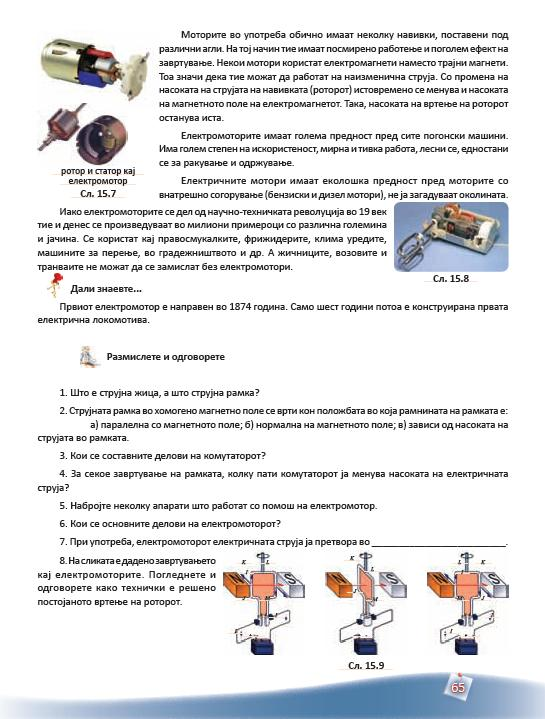 Моторите во употреба обично имаат неколку навивки, поставени под
различни агли. На тој начин тие имаат посмирено работење и поголем ефект на
завртување. Некои мотори користат електромагнети наместо трајни магнети.
Тоа значи дека тие можат да работат на наизменична струја. Со промена на
насоката на струјата на навивката (роторот) истовремено се менува и насоката
на магнетното поле на електромагнетот. Така, насоката на вртење на роторот
останува иста.
Електромоторите имаат голема предност пред сите погонски машини.
Има голем степен на искористеност, мирна и тивка работа, лесни се, едностани
се за ракување и одржување.
ротор и статор кај
електромотор
Сл. 15.7
Електричните мотори имаат еколошка предност пред моторите со
внатрешно согорување (бензиски и дизел мотори), не ја загадуваат околината.
Иако електромоторите се дел од научно-техничката револуција во 19 век
тие и денес се произведуваат во милиони примероци со различна големина
и јачина. Се користат кај правосмукалките, фрижидерите, клима уредите,
машините за перење, во градежништвото и др. А жичниците, возовите и
транваите не можат да се замислат без електромотори.
Сл. 15.8
Дали знаевте...
Првиот електромотор е направен во 1874 година. Само шест години потоа е конструирана првата
електрична локомотива.
Размислете и одговорете
1. Што е струјна жица, а што струјна рамка?
2. Струјната рамка во хомогено магнетно поле се врти кон положбата во која рамнината на рамката е:
а) паралелна со магнетното поле; б) нормална на магнетното поле; в) зависи од насоката на
струјата во рамката.
3. Кои се составните делови на комутаторот?
4. За секое завртување на рамката, колку пати комутаторот ја менува насоката на електричната
струја?
5. Набројте неколку апарати што работат со помош на електромотор.
6. Кои се основните делови на електромоторот?
7. При употреба, електромоторот електричната струја ја претвора во ____________________________.
8. На сликата е дадено завртувањето
кај електромоторите. Погледнете и
одговорете како технички е решено
постојаното вртење на роторот.
K L
K L
K L
Сл. 15.9
65